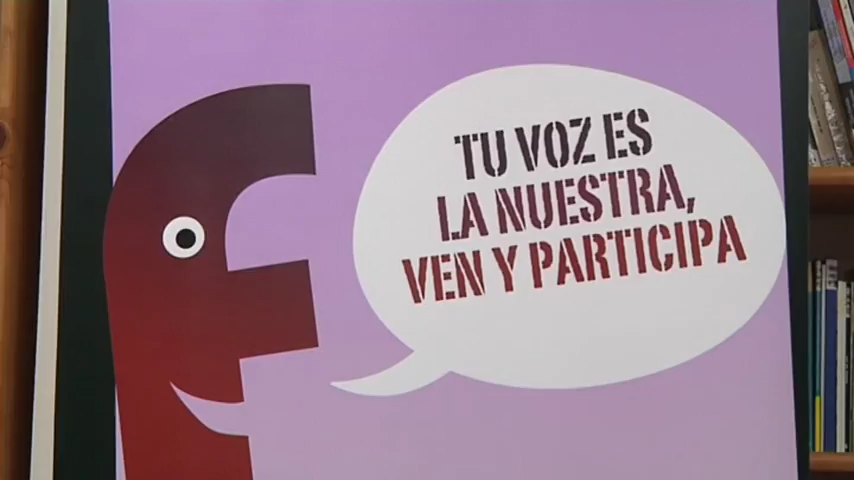 TU VOZ ES
LA NUESTRA,
VEN Y PARTICIPA